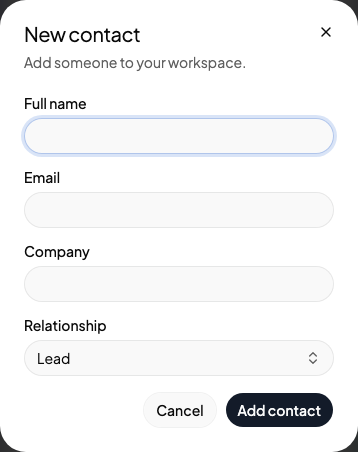 New contact
Add someone to your workspace.
Full name
Email
Company
Relationship
Lead
Cancel
Add contact